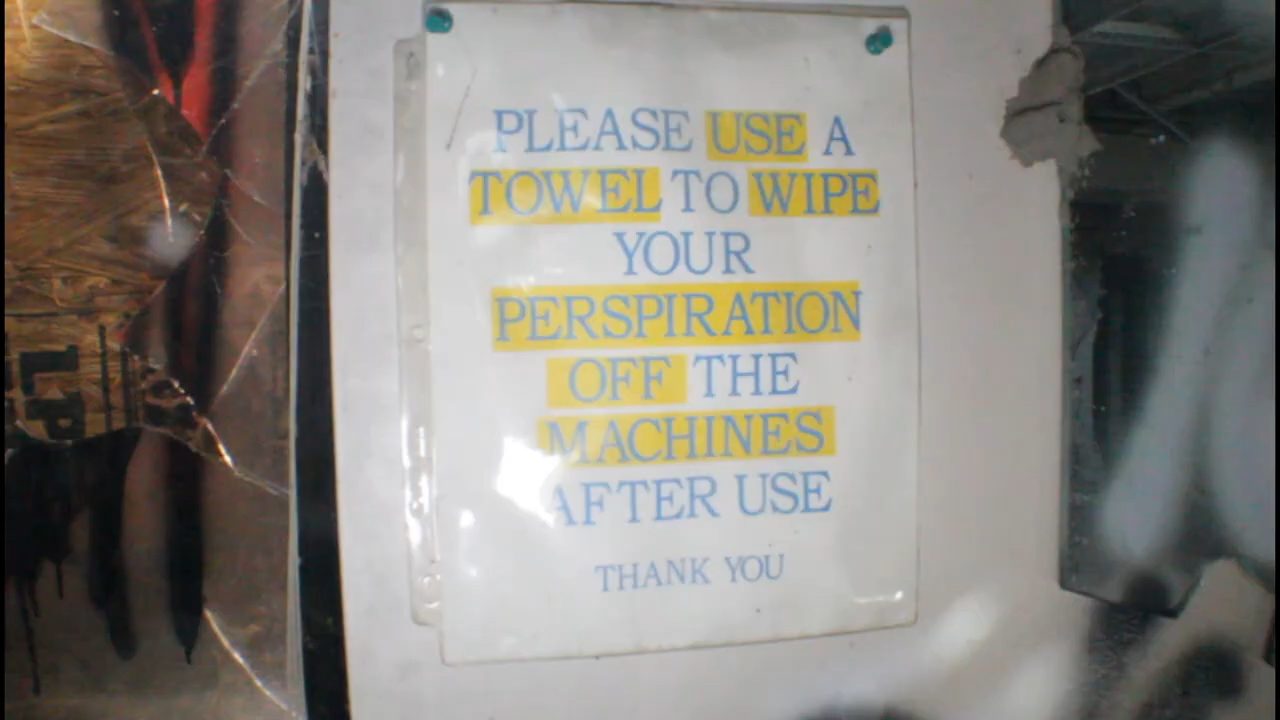 PLEASE USE A
TOWEL TO WIPE
YOUR
PERSPIRATION
OFF THE
MACHINES
AFTER USE
THANK YOU